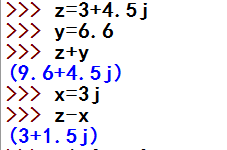 >>> z=3+4.5j
>>> y=6.6
>>> z+y
(9.6+4.5j)
>>> x=3j
>>> z-x
(3+1.5j)